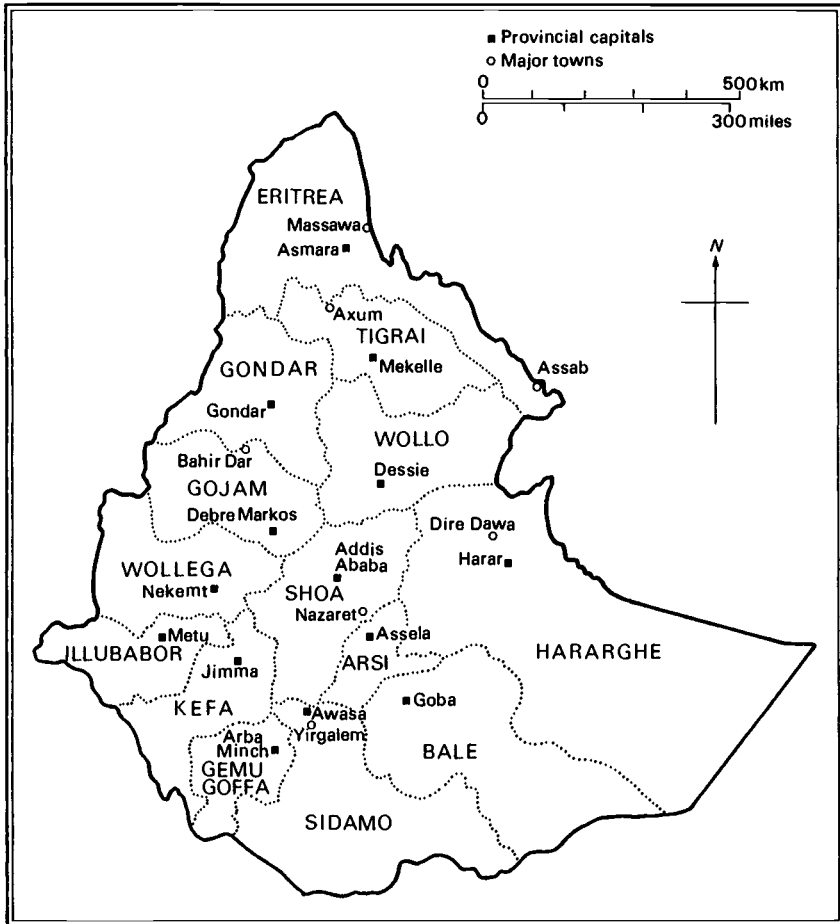 ■ Provincial capitals
○ Major towns
0 500km
0 300 miles
N
ERITREA
Massawa
Asmara
Axum
TIGRAI
Mekelle
GONDAR
Gondar
Assab
WOLLO
Dessie
Bahir Dar
GOJAM
Debre Markos
Dire Dawa
Harar
Addis
Ababa
SHOA
Nazaret
WOLLEGA
Nekemt
Metu
ILLUBABOR
Jimma
Assela
ARSI
HARARGHE
KEFA
Goba
Awasa
Yirgalem
Arba
Minch
GEMU
GOFFA
BALE
SIDAMO